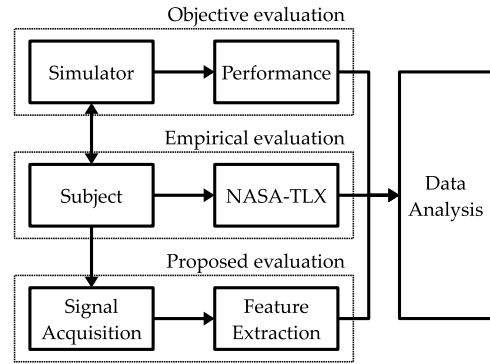 Objective evaluation
Simulator
Performance
Empirical evaluation
Subject
NASA-TLX
Data
Analysis
Proposed evaluation
Signal
Acquisition
Feature
Extraction